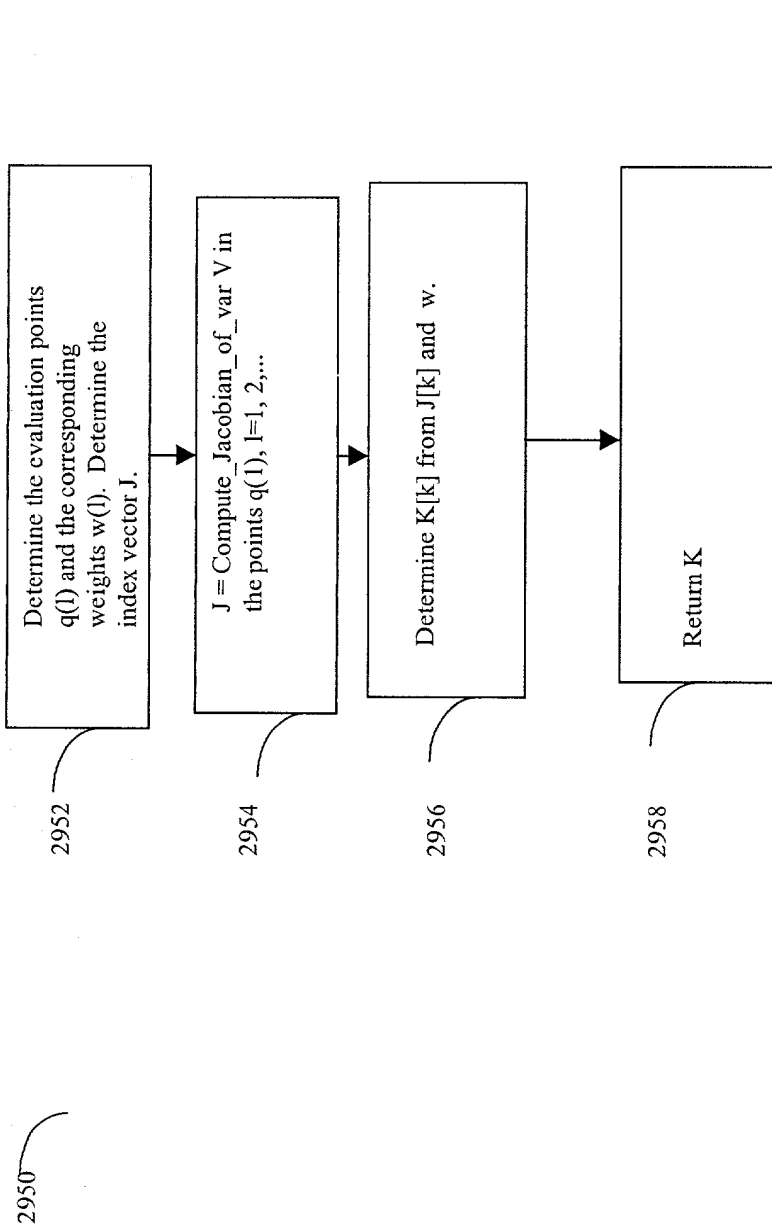 2950
2952
Determine the evaluation points
q(l) and the corresponding
weights w(l). Determine the
index vector J.
2954
J = Compute_Jacobian_of_var V in
the points q(l), l=1, 2,...
2956
Determine K[k] from J[k] and w.
2958
Return K